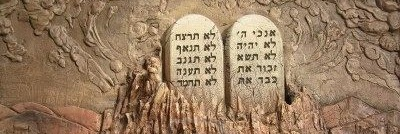 אנכי ה׳
לא יהיה
לא תשא
זכור את
כבד את
לא תרצח
לא תנאף
לא תגנב
לא תענה
לא תחמד